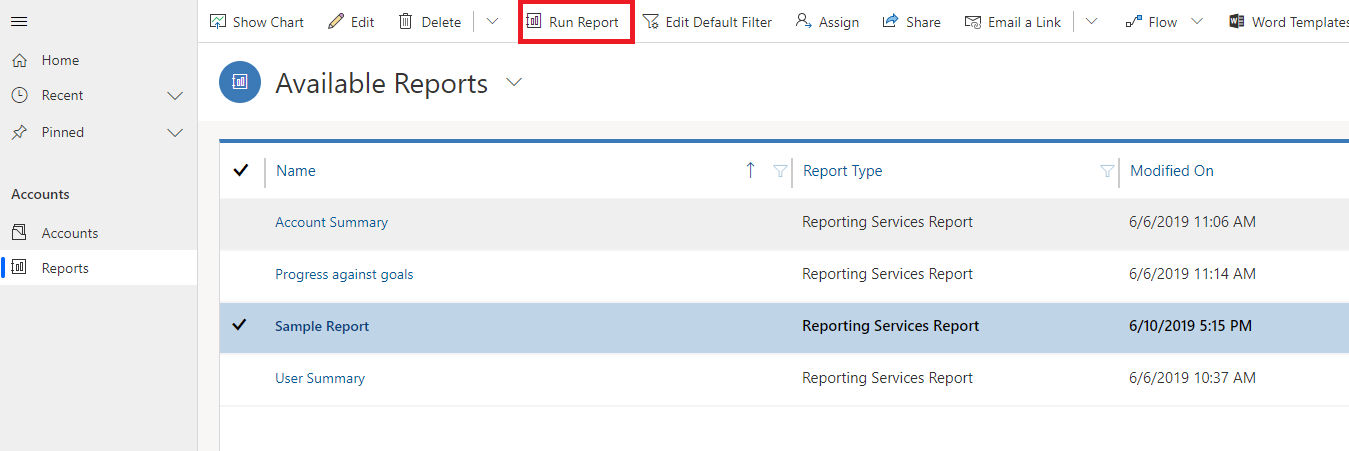 Show Chart Edit Delete Run Report Edit Default Filter Assign Share Email a Link Flow Word Templates
Home
Recent
Pinned
Available Reports
Name Report Type Modified On
Accounts
Account Summary Reporting Services Report 6/6/2019 11:06 AM
Accounts
Reports
Progress against goals Reporting Services Report 6/6/2019 11:14 AM
Sample Report Reporting Services Report 6/10/2019 5:15 PM
User Summary Reporting Services Report 6/6/2019 10:37 AM